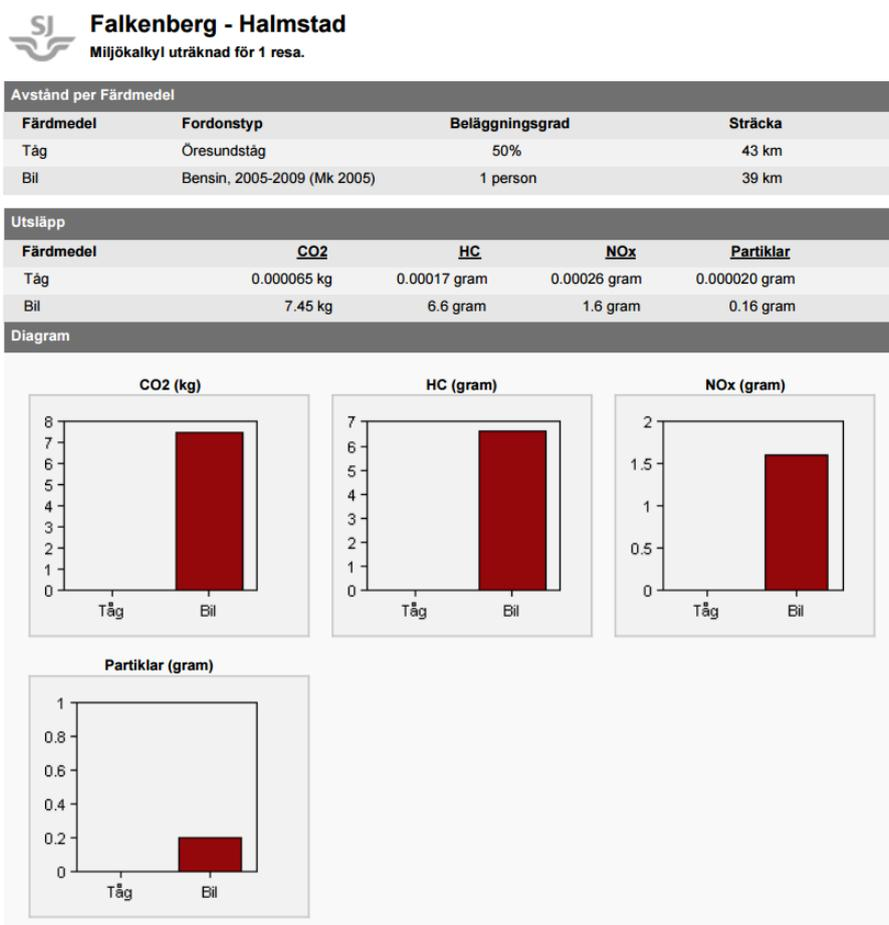 SJ
Falkenberg - Halmstad
Miljökalkyl uträknad för 1 resa.
Avstånd per Färdmedel
Färdmedel Fordonstyp Beläggningsgrad Sträcka
Tåg Öresundståg 50% 43 km
Bil Bensin, 2005-2009 (Mk 2005) 1 person 39 km
Utsläpp
Färdmedel CO2 HC NOx Partiklar
Tåg 0.000065 kg 0.00017 gram 0.00026 gram 0.000020 gram
Bil 7.45 kg 6.6 gram 1.6 gram 0.16 gram
Diagram
CO2 (kg)
8
7
6
5
4
3
2
1
0
Tåg Bil
HC (gram)
7
6
5
4
3
2
1
0
Tåg Bil
NOx (gram)
2
1.5
1
0.5
0
Tåg Bil
Partiklar (gram)
1
0.8
0.6
0.4
0.2
0
Tåg Bil